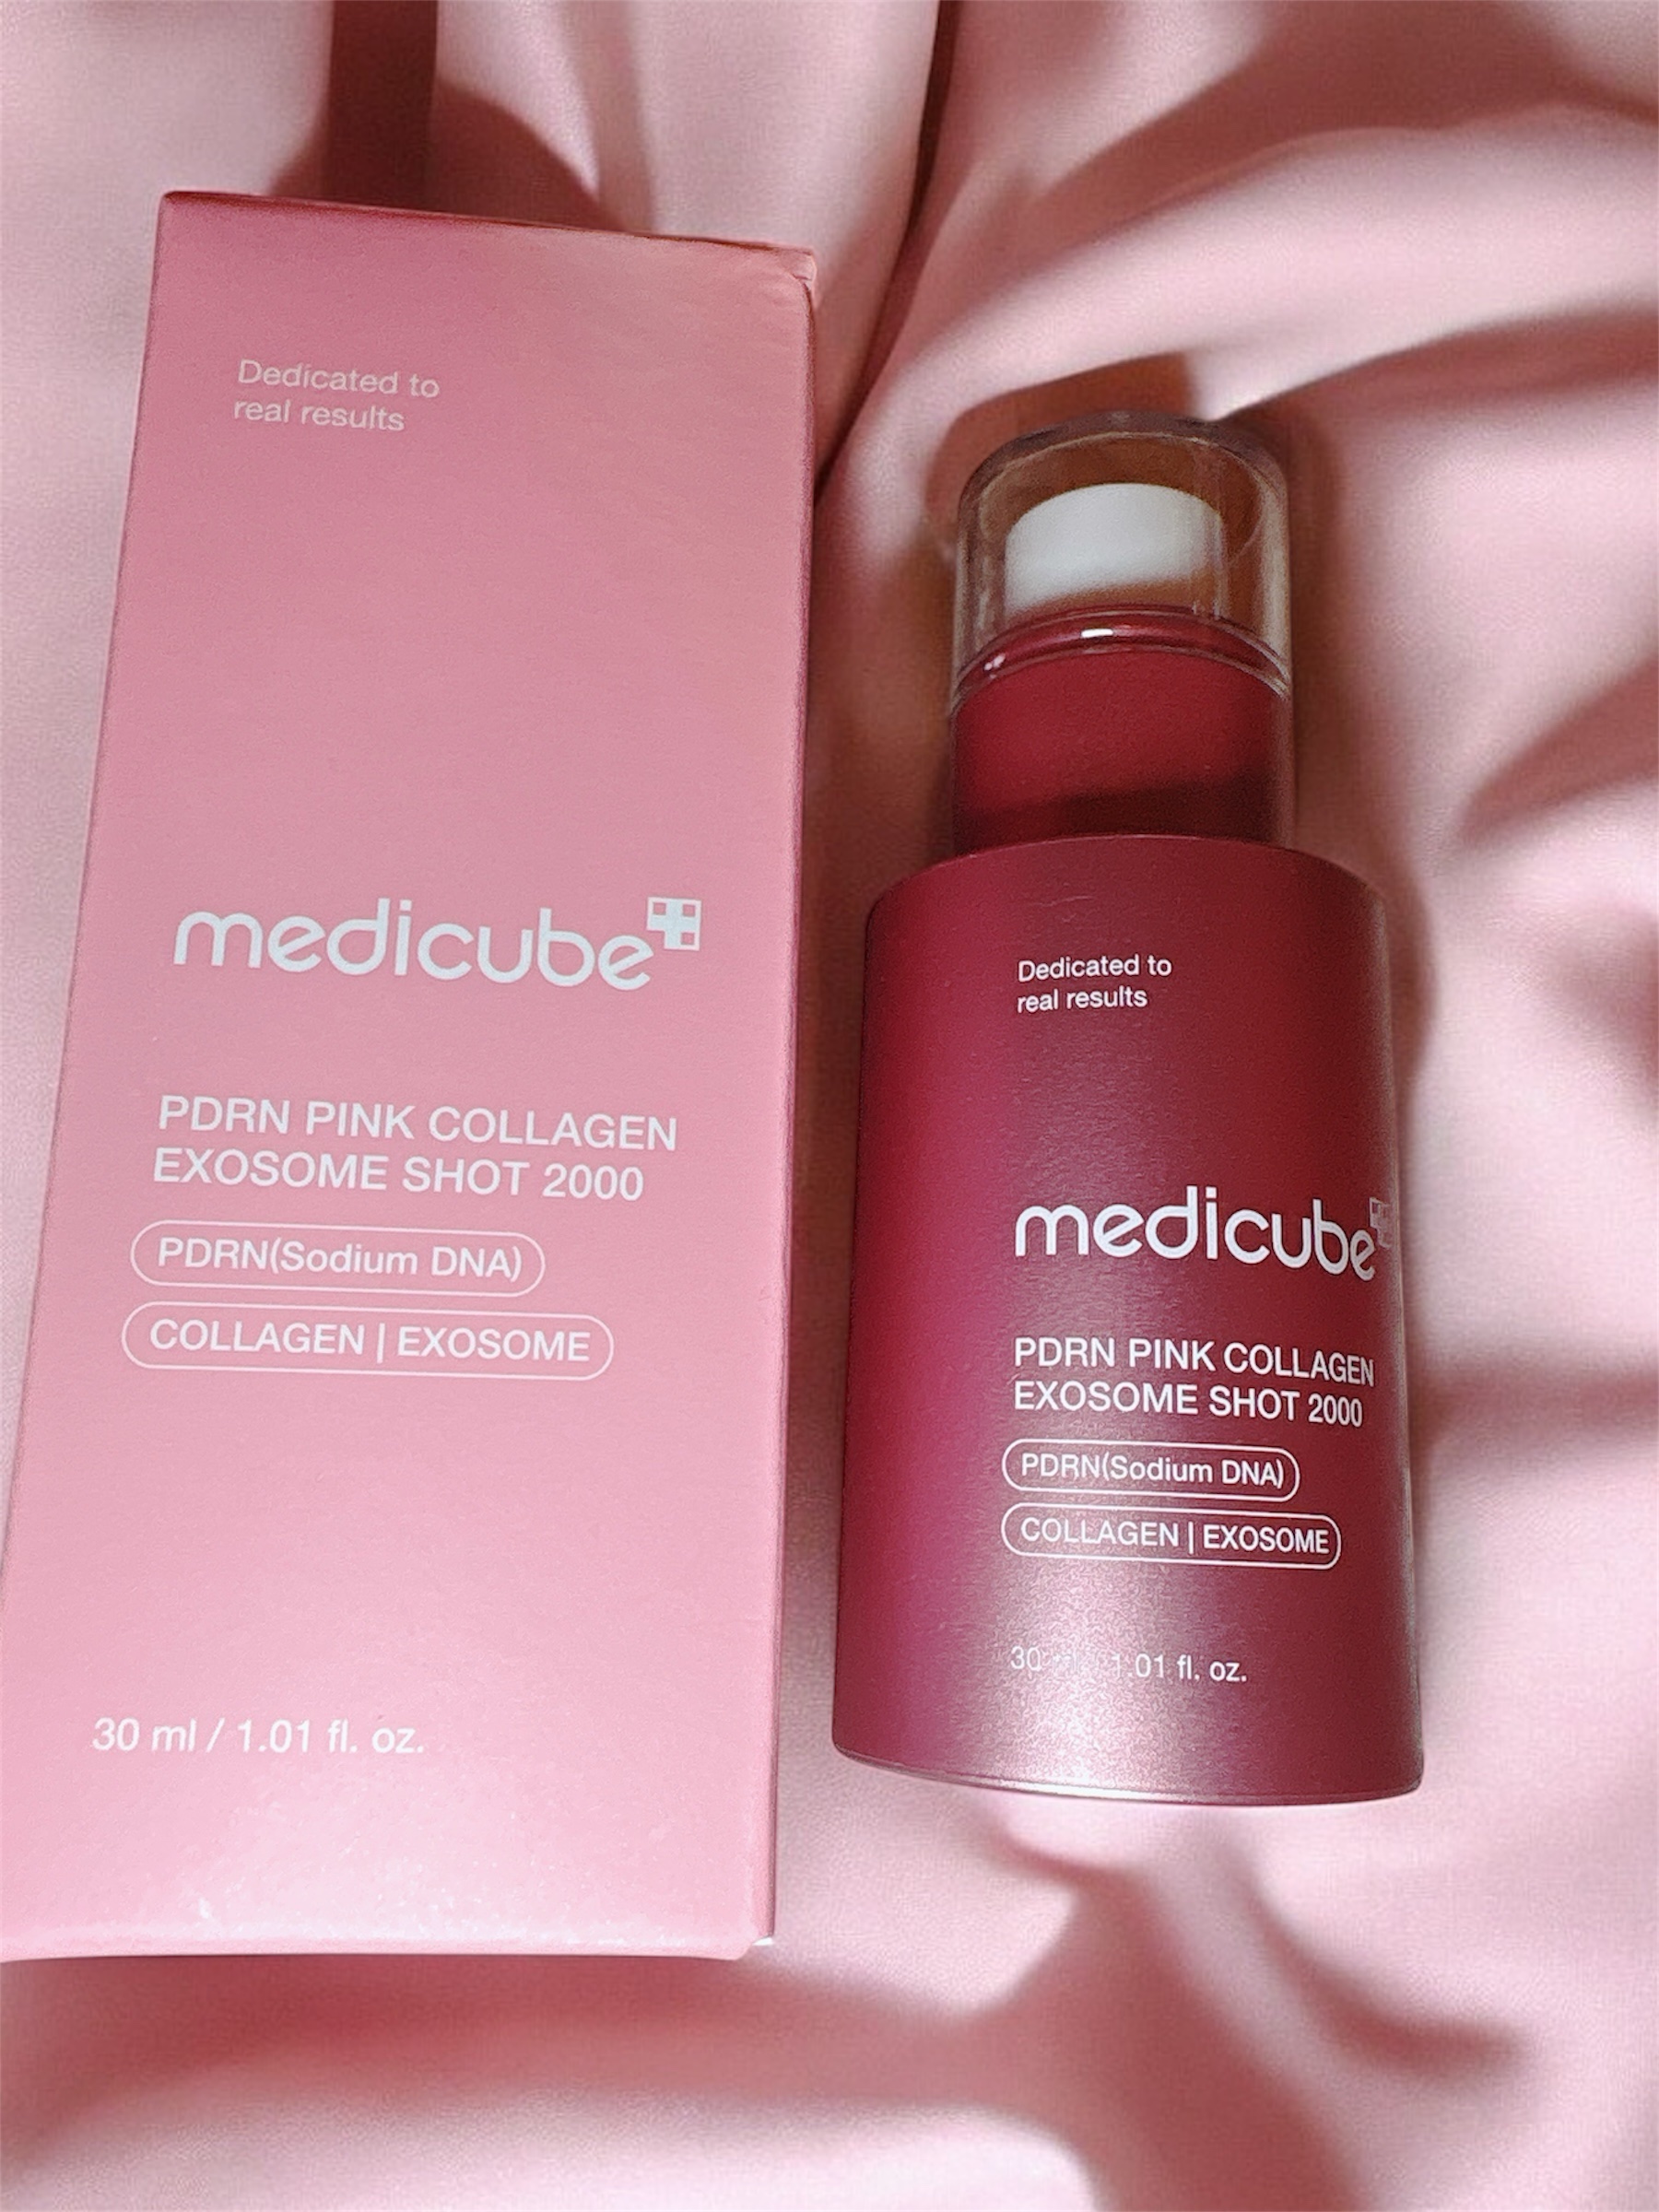 Dedicated to
real results
medicube
PDRN PINK COLLAGEN
EXOSOME SHOT 2000
PDRN(Sodium DNA)
COLLAGEN | EXOSOME
30 ml / 1.01 fl. oz.
Dedicated to
real results
medicube
PDRN PINK COLLAGEN
EXOSOME SHOT 2000
PDRN(Sodium DNA)
COLLAGEN | EXOSOME
30 1.01 fl. oz.